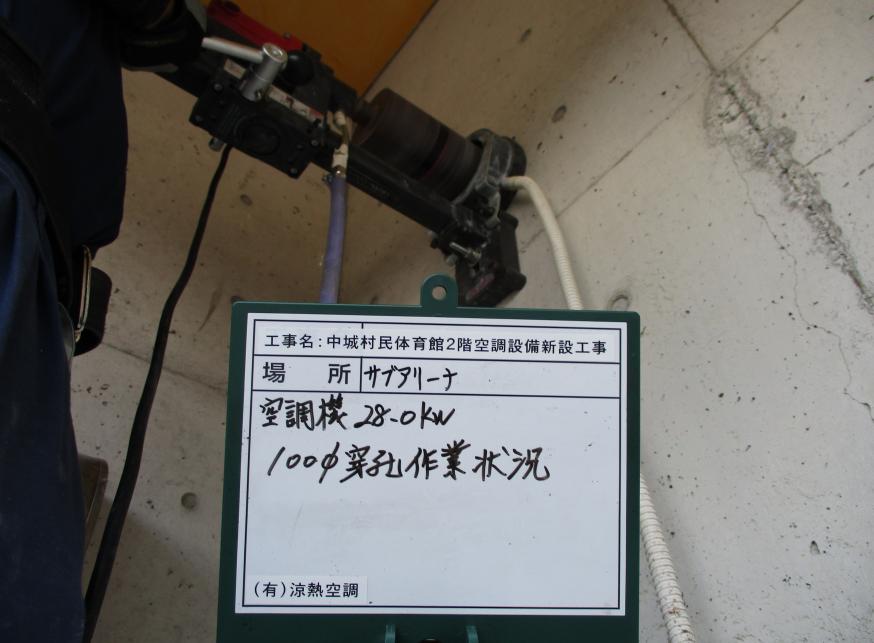 工事名:中城村民体育館2階空調設備新設工事
場 所 サブアリーナ
空調機 28.0kw
100φ穿孔作業状況
(有)涼熱空調